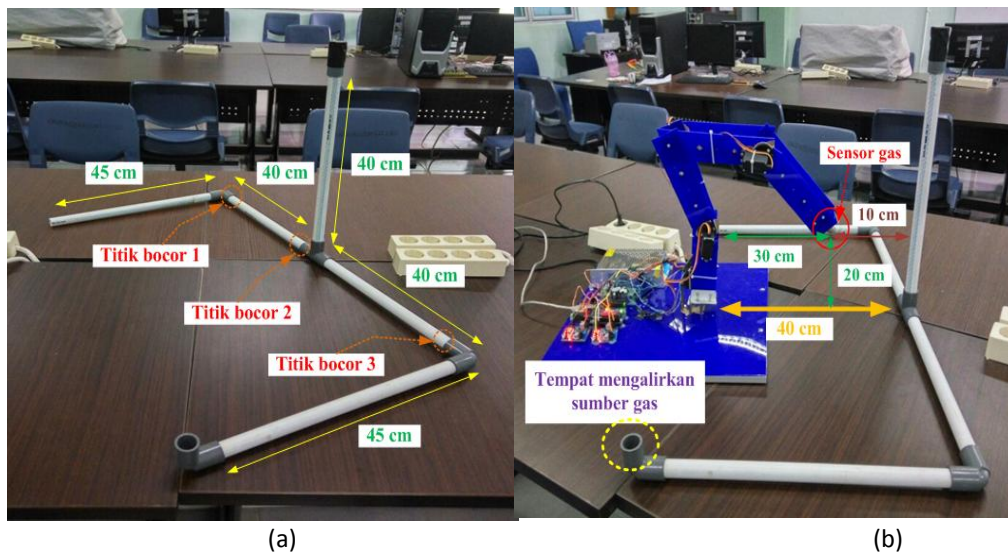 45 cm
40 cm
40 cm
Titik bocor 1
40 cm
Titik bocor 2
Titik bocor 3
45 cm
(a)
Sensor gas
10 cm
30 cm
20 cm
40 cm
Tempat mengalirkan
sumber gas
(b)